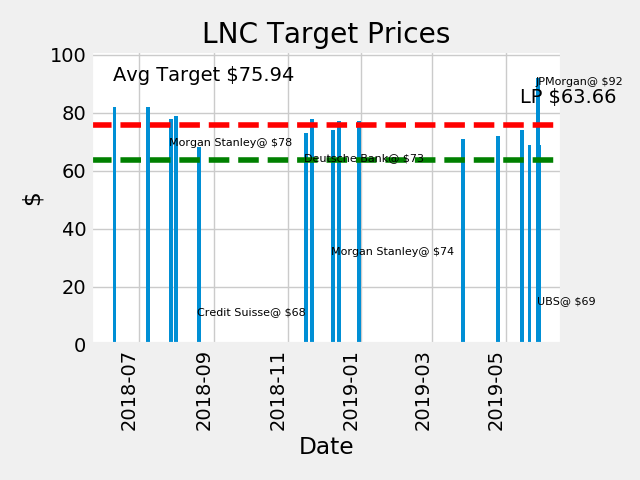 LNC Target Prices
100
Avg Target $75.94
PMorgan@ $92
LP $63.66
80
Morgan Stanley@ $78
Deutsche Bank@ $73
60
$
40
Morgan Stanley@ $74
20
UBS@ $69
Credit Suisse@ $68
0
2018-07
2018-09
2018-11
2019-01
2019-03
2019-05
Date